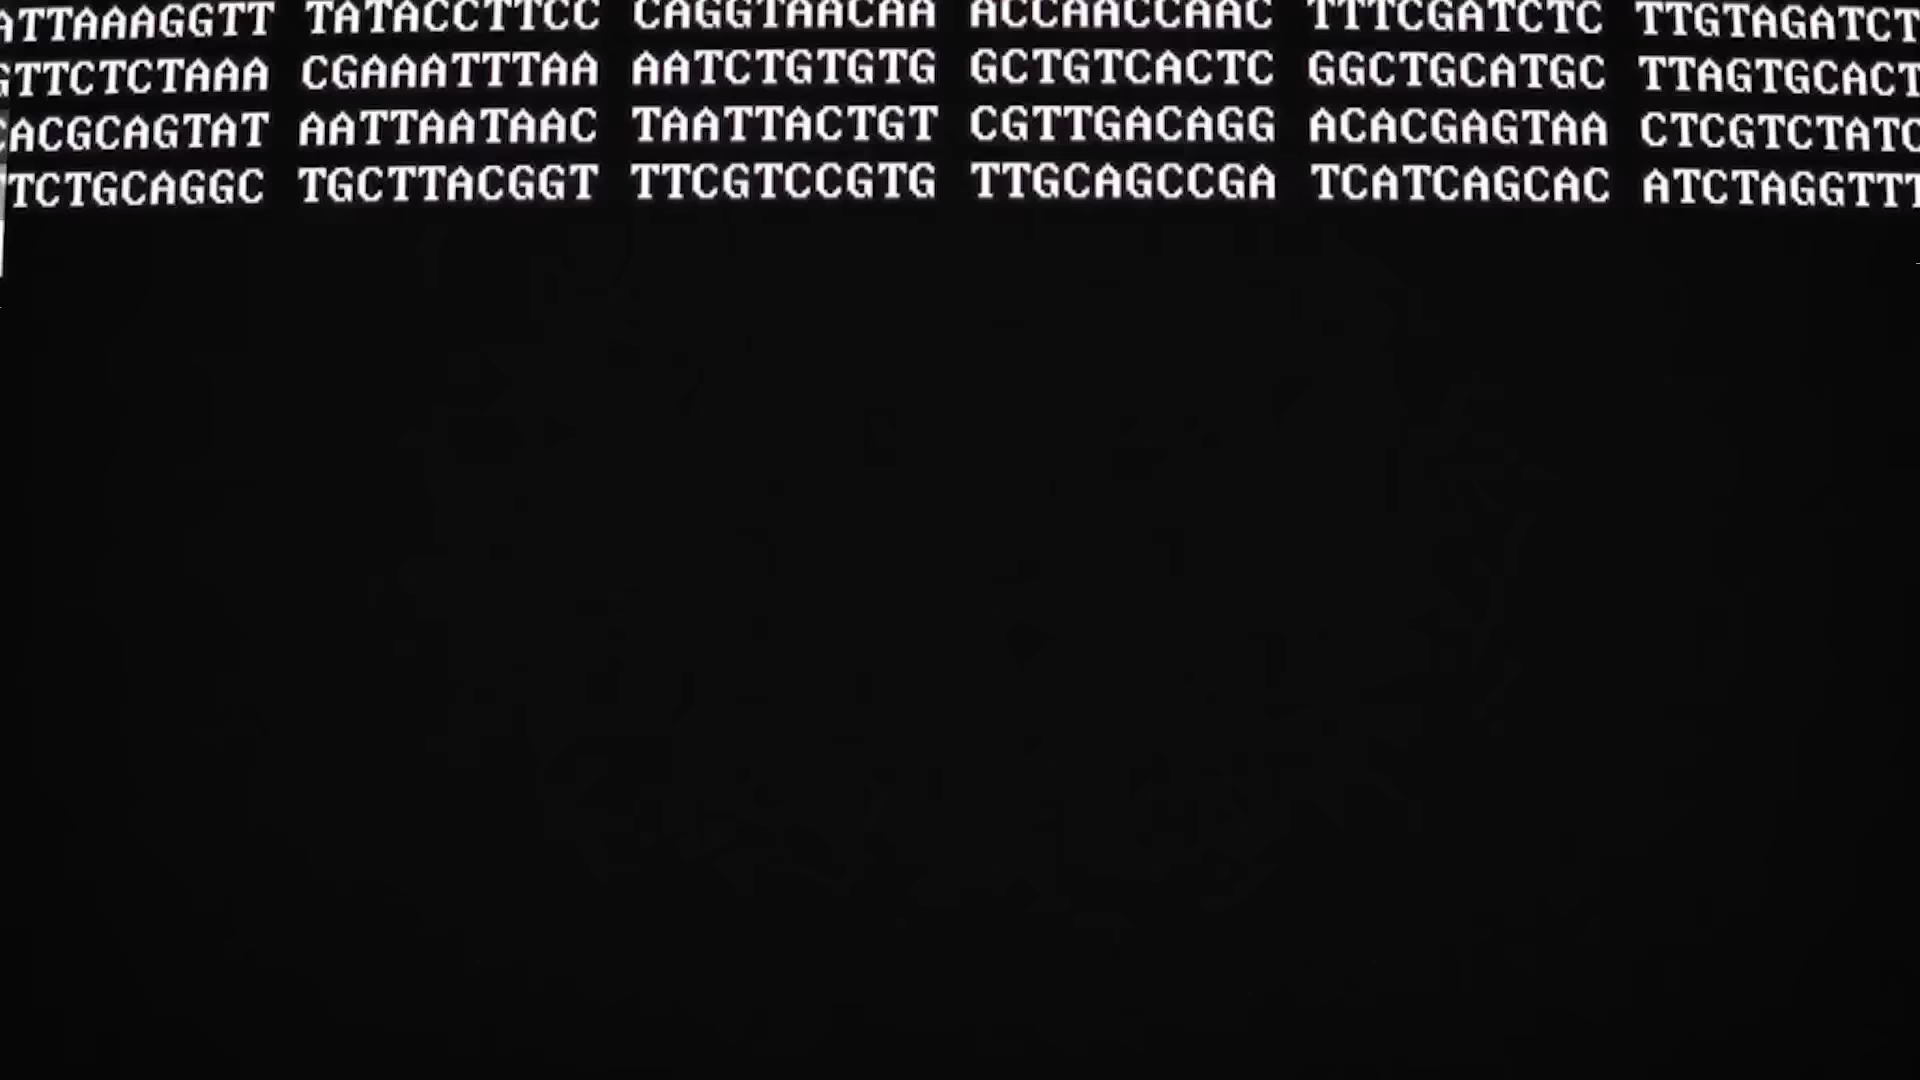 ATTAAAGGTT TATACCTTCC CAGGTAACAA ACCAACCAAC TTTCGATCTC TTGTAGATCT
GTTCTCTAAA CGAAATTTAA AATCTGTGTG GCTGTCACTC GGCTGCATGC TTAGTGCACT
CACGCAGTAT AATTAATAAC TAATTACTGT CGTTGACAGG ACACGAGTAA CTCGTCTATC
TCTGCAGGC TGCTTACGGT TTCGTCCGTG TTGCAGCCGA TCATCAGCAC ATCTAGGTTT